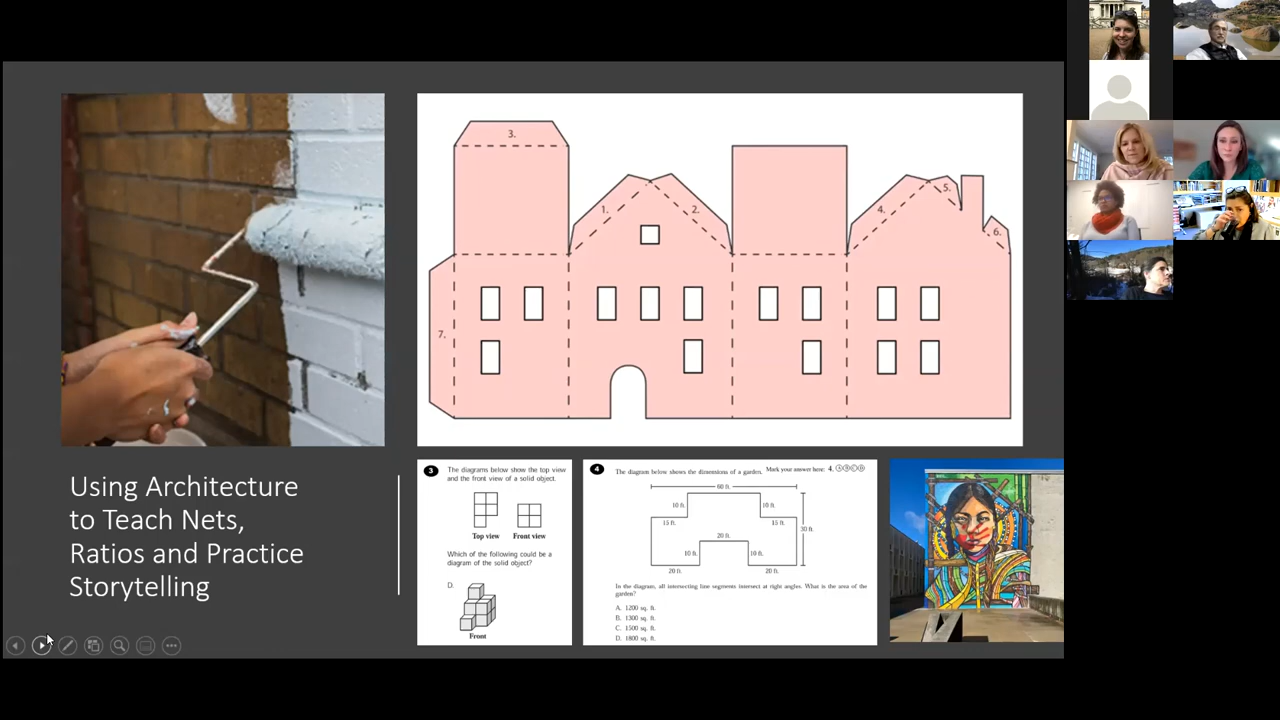 3.
1.
2.
4.
5.
6.
7.
Using Architecture
to Teach Nets,
Ratios and Practice
Storytelling
3 The diagrams below show the top view
and the front view of a solid object.
Top view Front view
Which of the following could be a
diagram of the solid object?
D.
Front
4 The diagram below shows the dimensions of a garden. Mark your answer here: 4. A B C D
60 ft.
10 ft. 10 ft.
15 ft. 15 ft.
30 ft.
20 ft.
10 ft. 10 ft.
20 ft. 20 ft.
In the diagram, all intersecting line segments intersect at right angles. What is the area of the
garden?
A. 1200 sq. ft.
B. 1300 sq. ft.
C. 1500 sq. ft.
D. 1800 sq. ft.